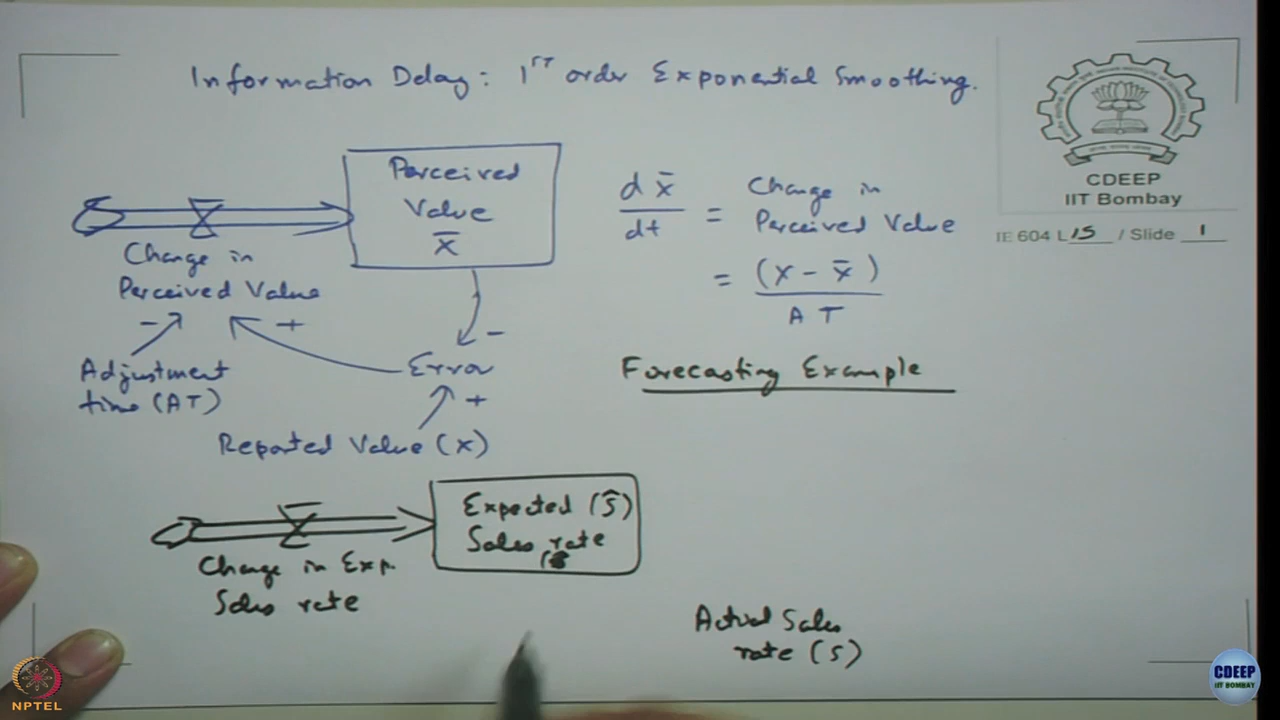 Information Delay: 1st order Exponential Smoothing.
CDEEP
IIT Bombay
IE 604 L 15 / Slide 1
Perceived
Value
x̄
Change in
Perceived Value
dx̄/dt = Change in
Perceived Value
= (x - x̄)
AT
-
+
-
Adjustment
time (AT)
Error
+
Reported Value (x)
Forecasting Example
Expected (Ŝ)
Sales rate
Change in Exp.
Sales rate
Actual Sales
rate (S)
NPTEL
CDEEP
IIT BOMBAY